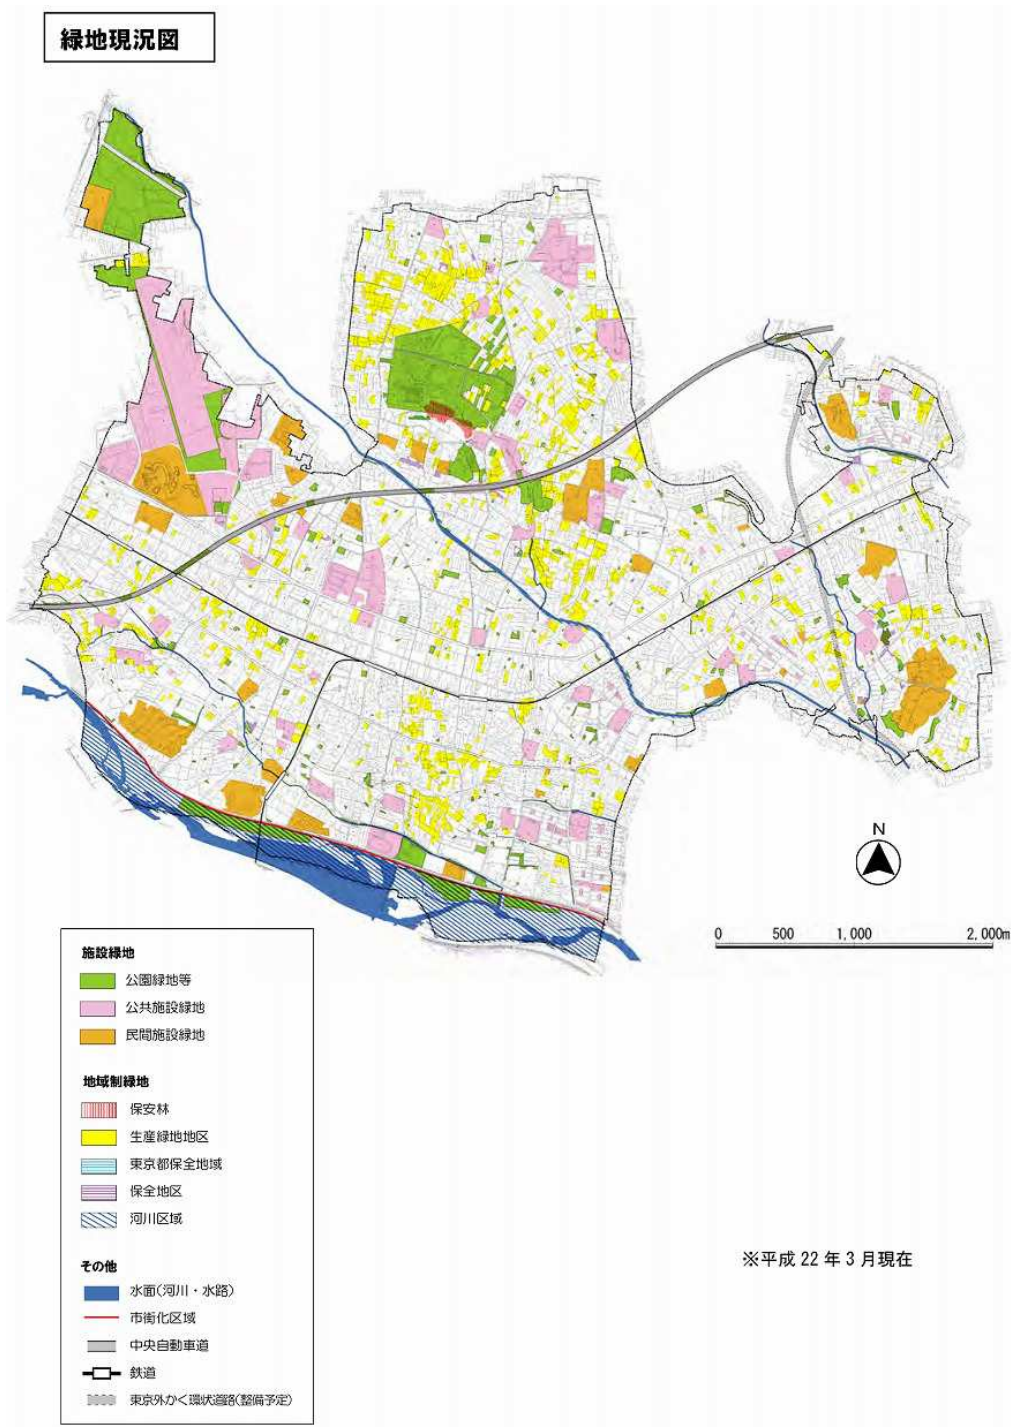 緑地現況図
N
0 500 1,000 2,000m
施設緑地
公園緑地等
公共施設緑地
民間施設緑地
地域制緑地
保安林
生産緑地地区
東京都保全地域
保全地区
河川区域
その他
水面(河川・水路)
市街化区域
中央自動車道
鉄道
東京外かく環状道路(整備予定)
※平成 22 年 3 月現在